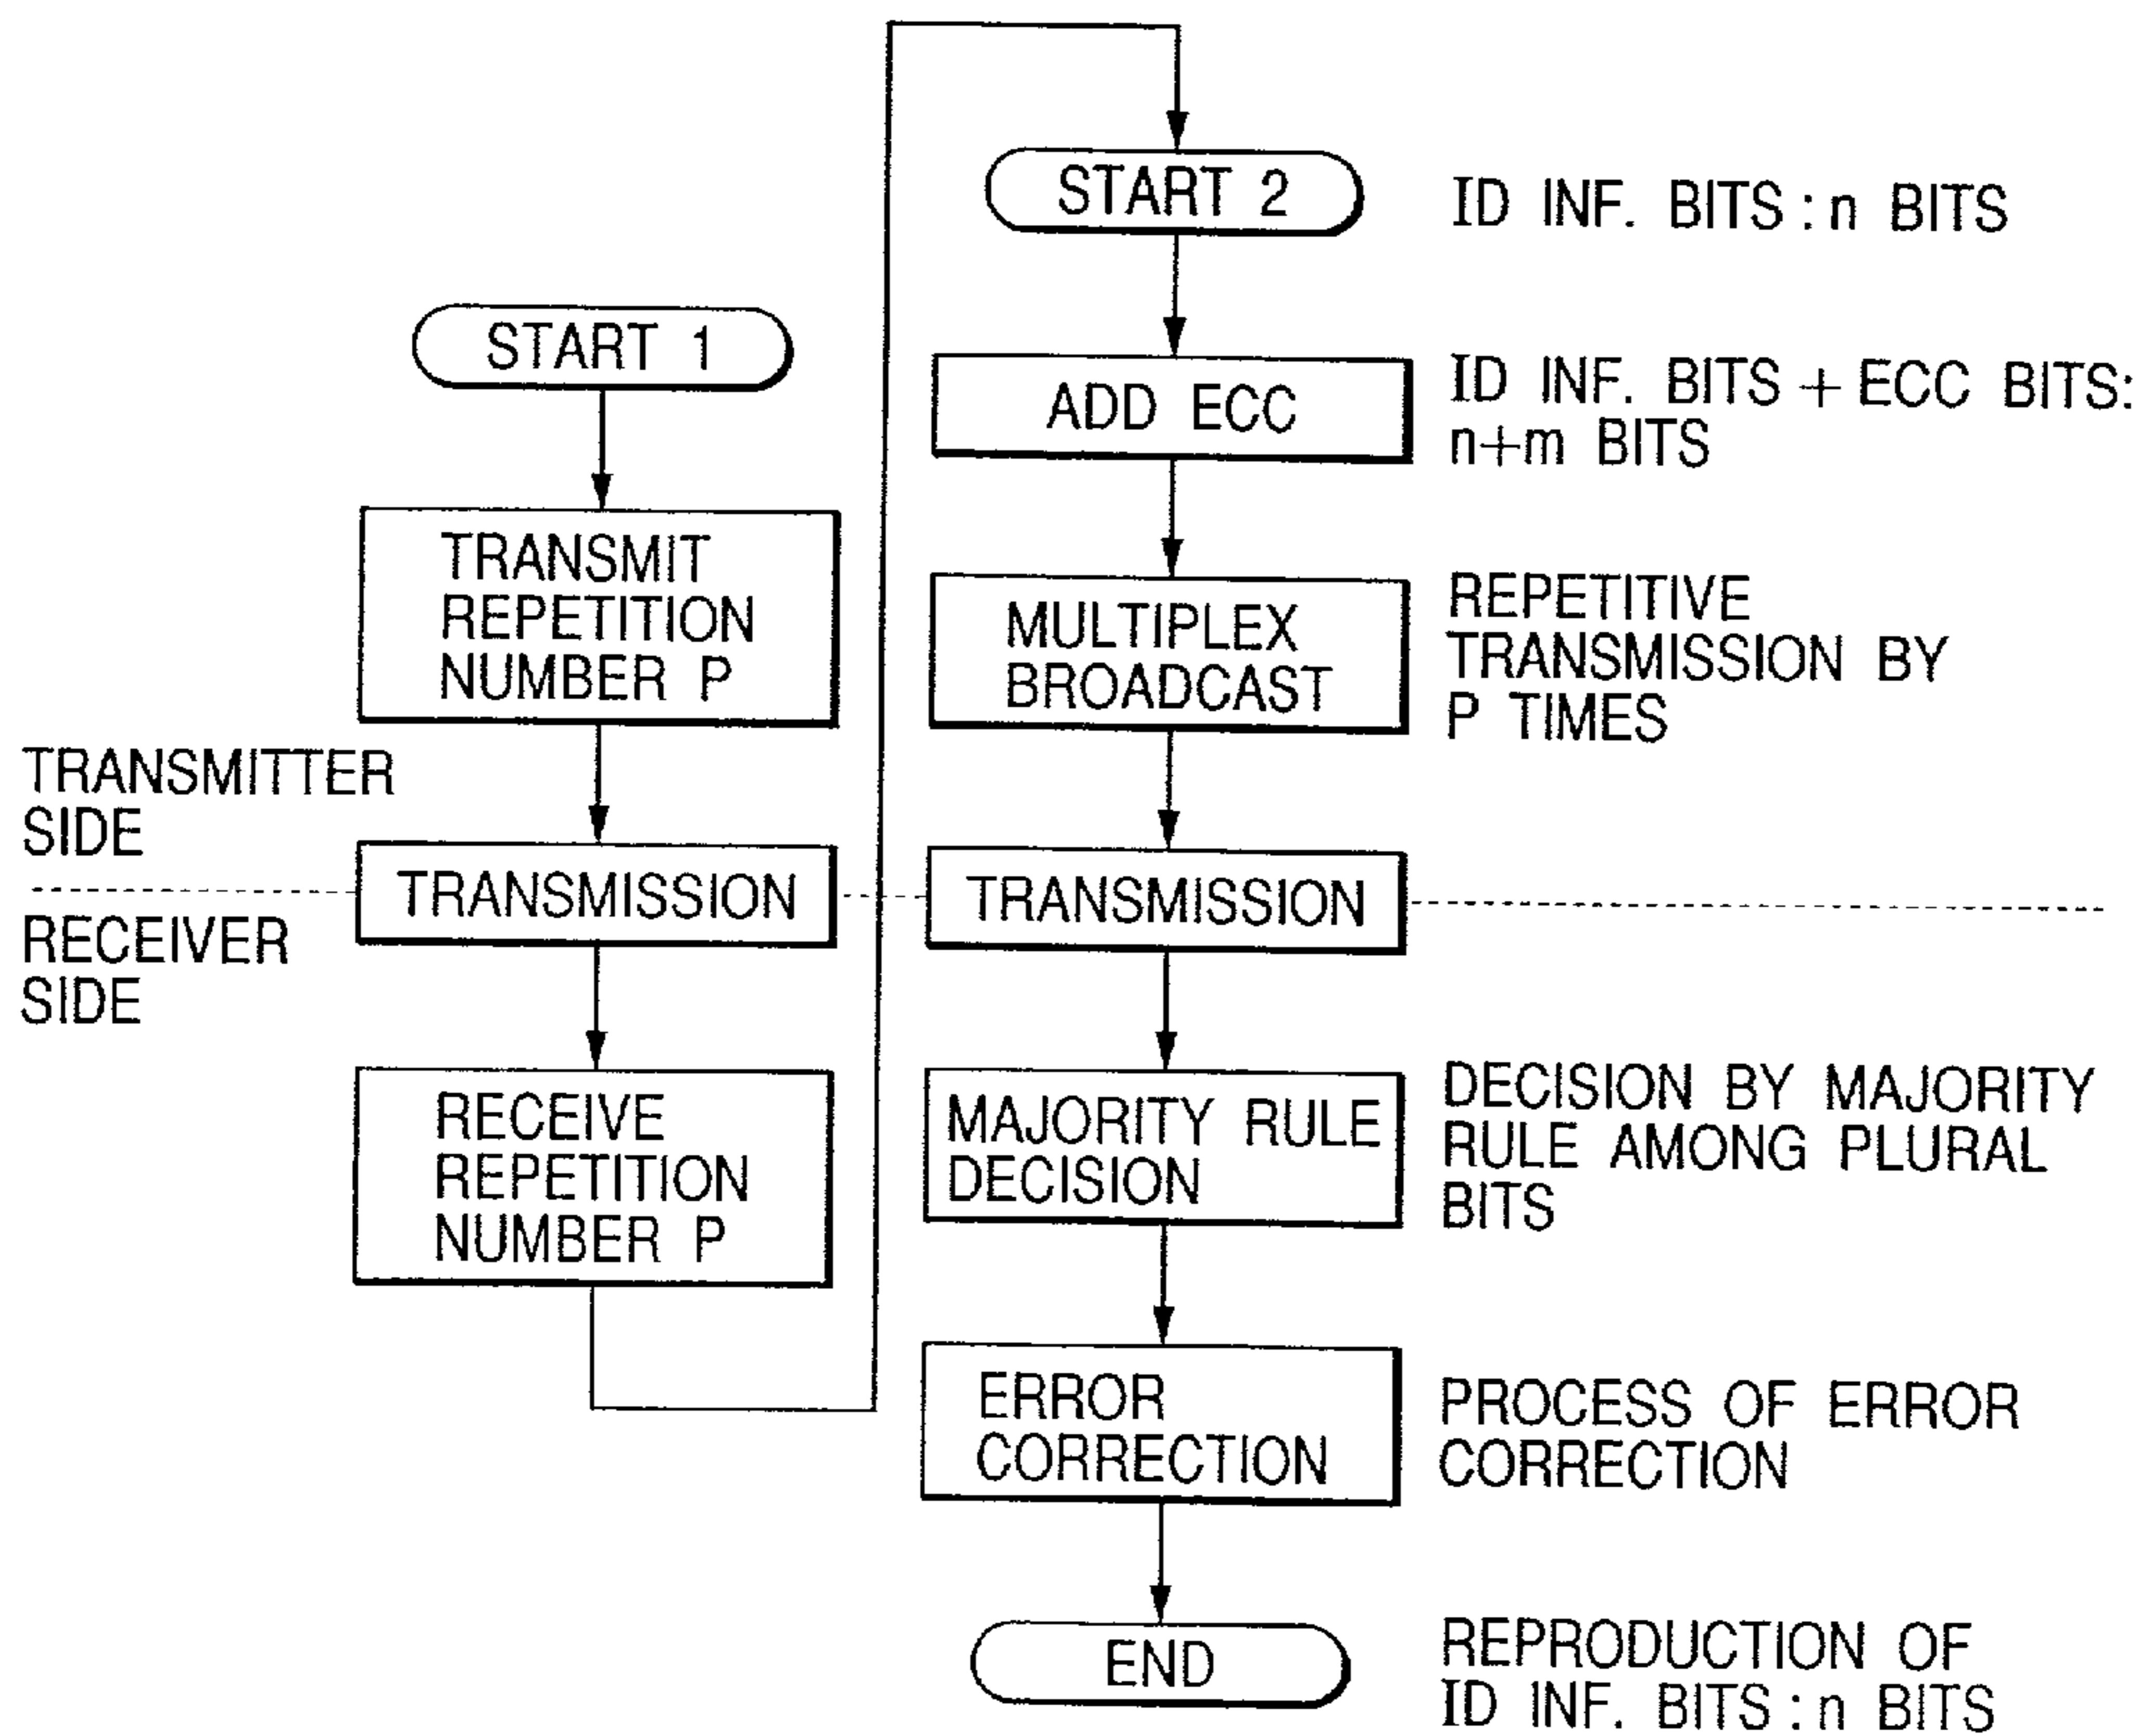 START 1
TRANSMIT
REPETITION
NUMBER P
TRANSMITTER
SIDE
TRANSMISSION
RECEIVER
SIDE
RECEIVE
REPETITION
NUMBER P
START 2
ID INF. BITS : n BITS
ADD ECC
ID INF. BITS + ECC BITS:
n+m BITS
MULTIPLEX
BROADCAST
REPETITIVE
TRANSMISSION BY
P TIMES
TRANSMISSION
MAJORITY RULE
DECISION
DECISION BY MAJORITY
RULE AMONG PLURAL
BITS
ERROR
CORRECTION
PROCESS OF ERROR
CORRECTION
END
REPRODUCTION OF
ID INF. BITS : n BITS